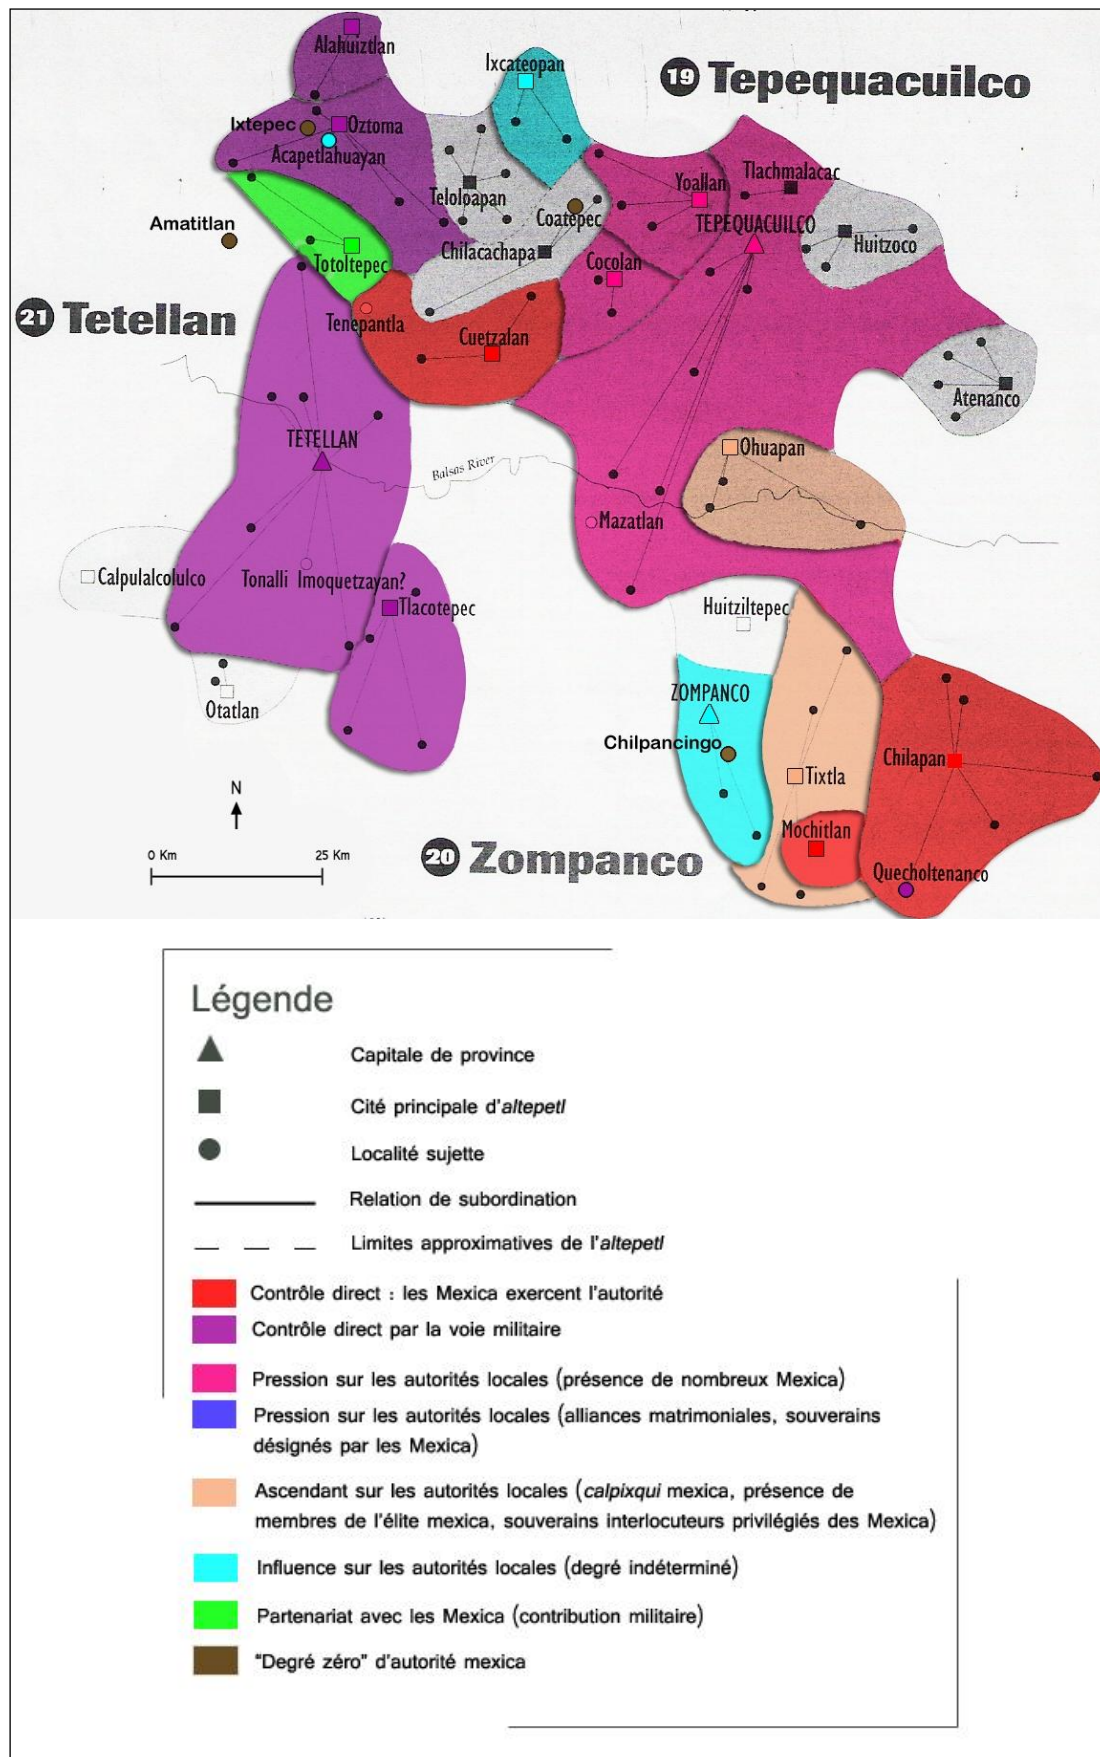 Alahuiztlan
Ixcateopan
19 Tepequacuilco
Ixtepec
Oztoma
Acapetlahuayan
Teloloapan
Yoallan
Tlachmalacac
Amatitlan
Coatepec
TEPEQUACUILCO
Totoltepec
Chilacachapa
Cocolan
Huitzoco
21 Tetellan
Tenepantla
Cuetzalan
Atenanco
TETELLAN
Balsas River
Ohuapan
Mazatlan
Calpulalcolulco
Tonalli Imoquetzayan?
Tlacotepec
Huitziltepec
Otatlan
ZOMPANCO
Chilpancingo
Tixtla
Chilapan
N
Mochitlan
0 Km
25 Km
20 Zompanco
Quecholtenanco
Légende
Capitale de province
Cité principale d'altepetl
Localité sujette
Relation de subordination
Limites approximatives de l'altepetl
Contrôle direct : les Mexica exercent l'autorité
Contrôle direct par la voie militaire
Pression sur les autorités locales (présence de nombreux Mexica)
Pression sur les autorités locales (alliances matrimoniales, souverains
désignés par les Mexica)
Ascendant sur les autorités locales (calpixqui mexica, présence de
membres de l'élite mexica, souverains interlocuteurs privilégiés des Mexica)
Influence sur les autorités locales (degré indéterminé)
Partenariat avec les Mexica (contribution militaire)
"Degré zéro" d'autorité mexica